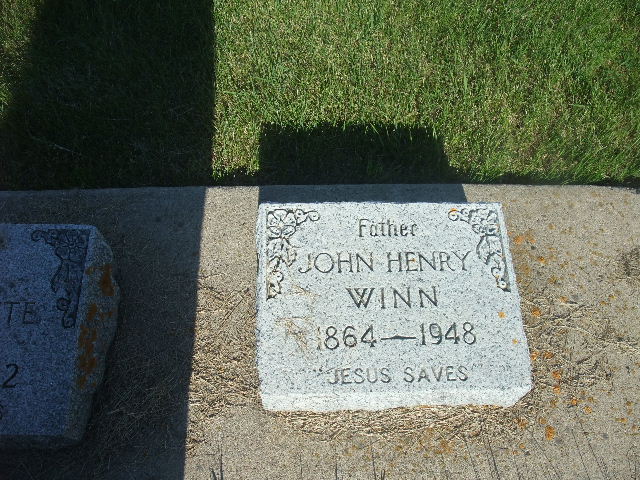 Father
JOHN HENRY
WINN
1864—1948
"JESUS SAVES"